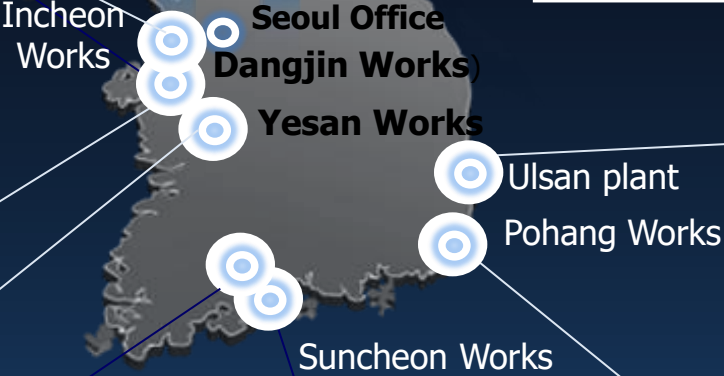 Incheon
Works
Seoul Office
Dangjin Works)
Yesan Works
Ulsan plant
Pohang Works
Suncheon Works